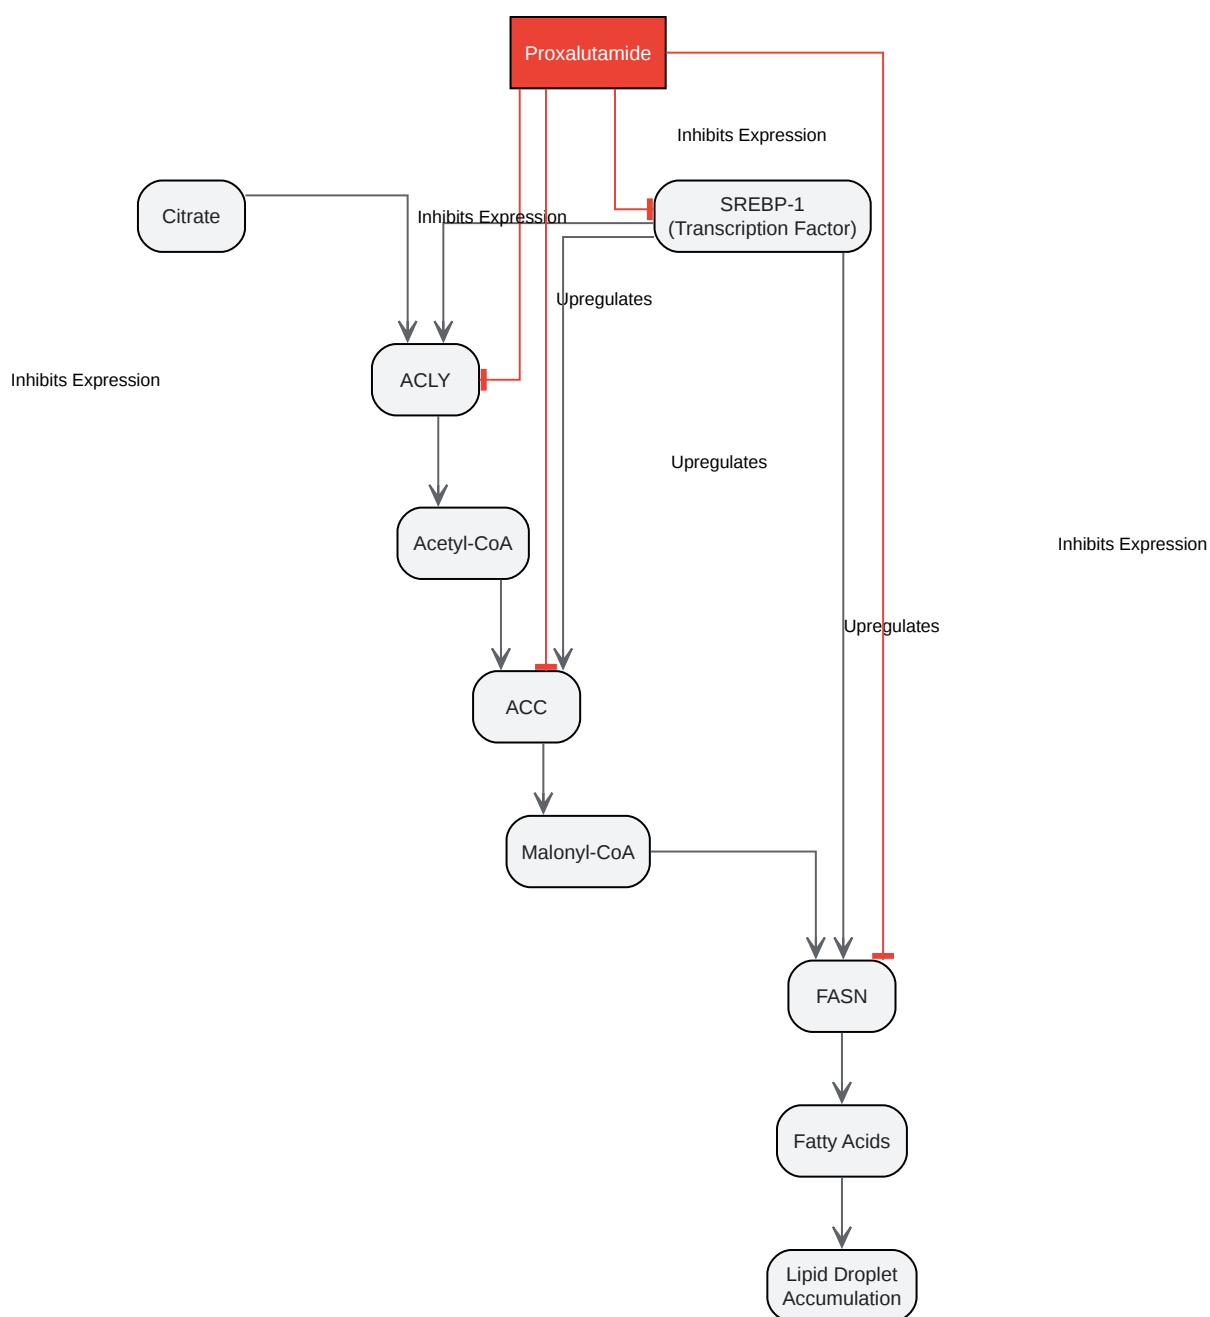 Proxalutamide
Inhibits Expression
Citrate
Inhibits Expression
SREBP-1
(Transcription Factor)
Upregulates
Inhibits Expression
ACLY
Upregulates
Acetyl-CoA
Inhibits Expression
Upregulates
ACC
Malonyl-CoA
FASN
Fatty Acids
Lipid Droplet
Accumulation